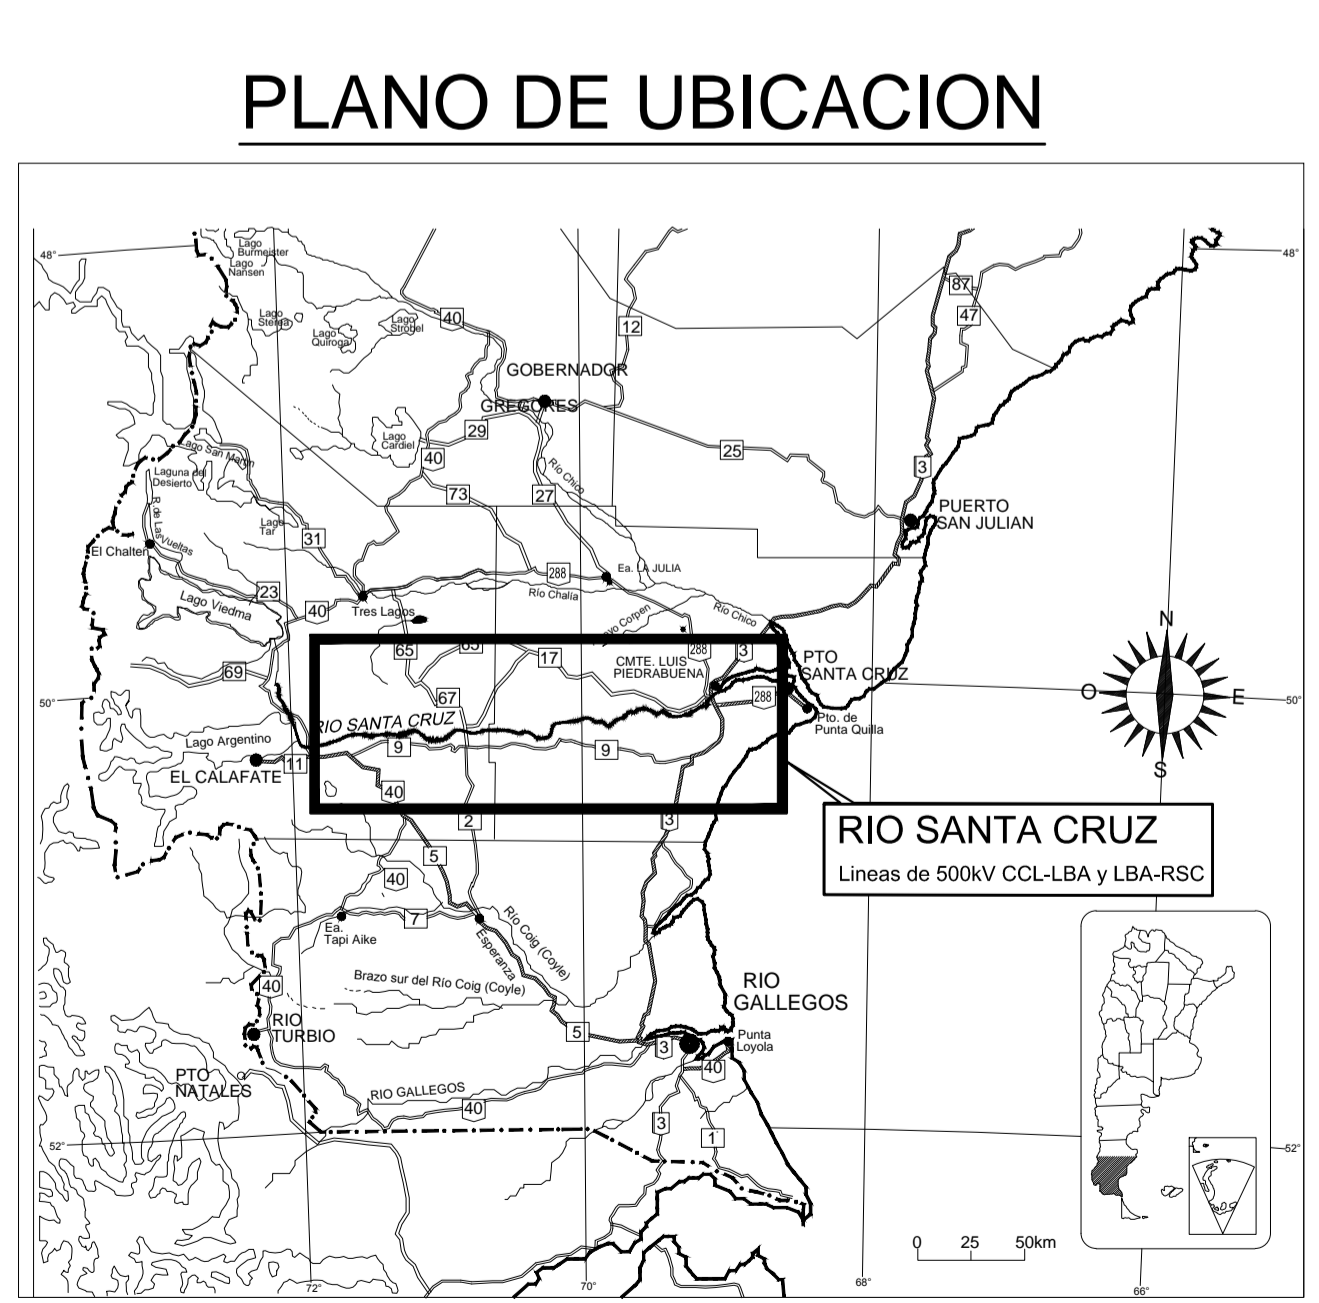 PLANO DE UBICACION
48°
Lago
Burmeister
Lago
Nansen
48°
87
Lago
Sterea
Lago
Quiroga
Lago
Strobel
40
12
47
GOBERNADOR
GREGORES
29
Lago
Cardiel
40
25
3
Lago San Martin
Laguna del
Desierto
73
27
Río Chico
PUERTO
SAN JULIAN
R. de Las Vueltas
Lago
Tar
31
El Chalten
288
Ea. LA JULIA
Río Chalía
23
Lago Viedma
40
Tres Lagos
Río Chico
N
65
17
288
3
CMTE. LUIS
PIEDRABUENA
PTO
SANTA CRUZ
69
67
288
O
E
50°
50°
RIO SANTA CRUZ
Pto. de
Punta Quilla
Lago Argentino
9
9
11
EL CALAFATE
S
40
2
3
RIO SANTA CRUZ
Lineas de 500kV CCL-LBA y LBA-RSC
5
40
7
Ea.
Tapi Aike
Río Coig (Coyle)
Esperanza
Brazo sur del Río Coig (Coyle)
40
RIO
GALLEGOS
RIO
TURBIO
5
3
Punta
Loyola
40
PTO
NATALES
RIO GALLEGOS
40
3
1
52°
52°
0 25 50km
72°
70°
68°
66°